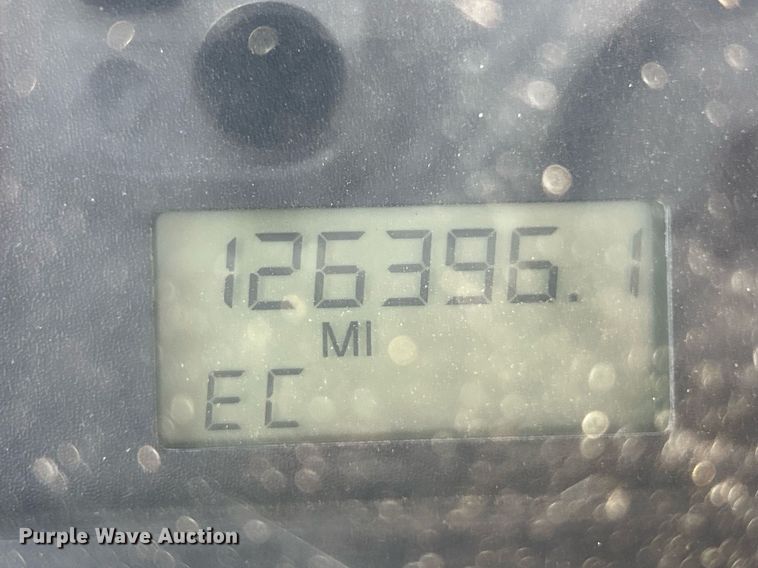 126396.1
MI
EC
Purple Wave Auction